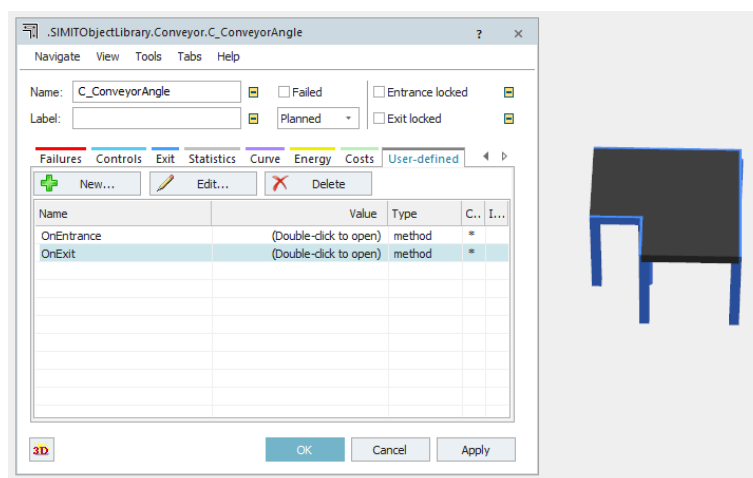 .SIMITObjectLibrary.Conveyor.C_ConveyorAngle ? ×
Navigate View Tools Tabs Help
Name: C_ConveyorAngle Failed Entrance locked
Label: Planned Exit locked
Failures Controls Exit Statistics Curve Energy Costs User-defined
New... Edit... Delete
Name Value Type C.. I...
OnEntrance (Double-click to open) method *
OnExit (Double-click to open) method *
3D OK Cancel Apply